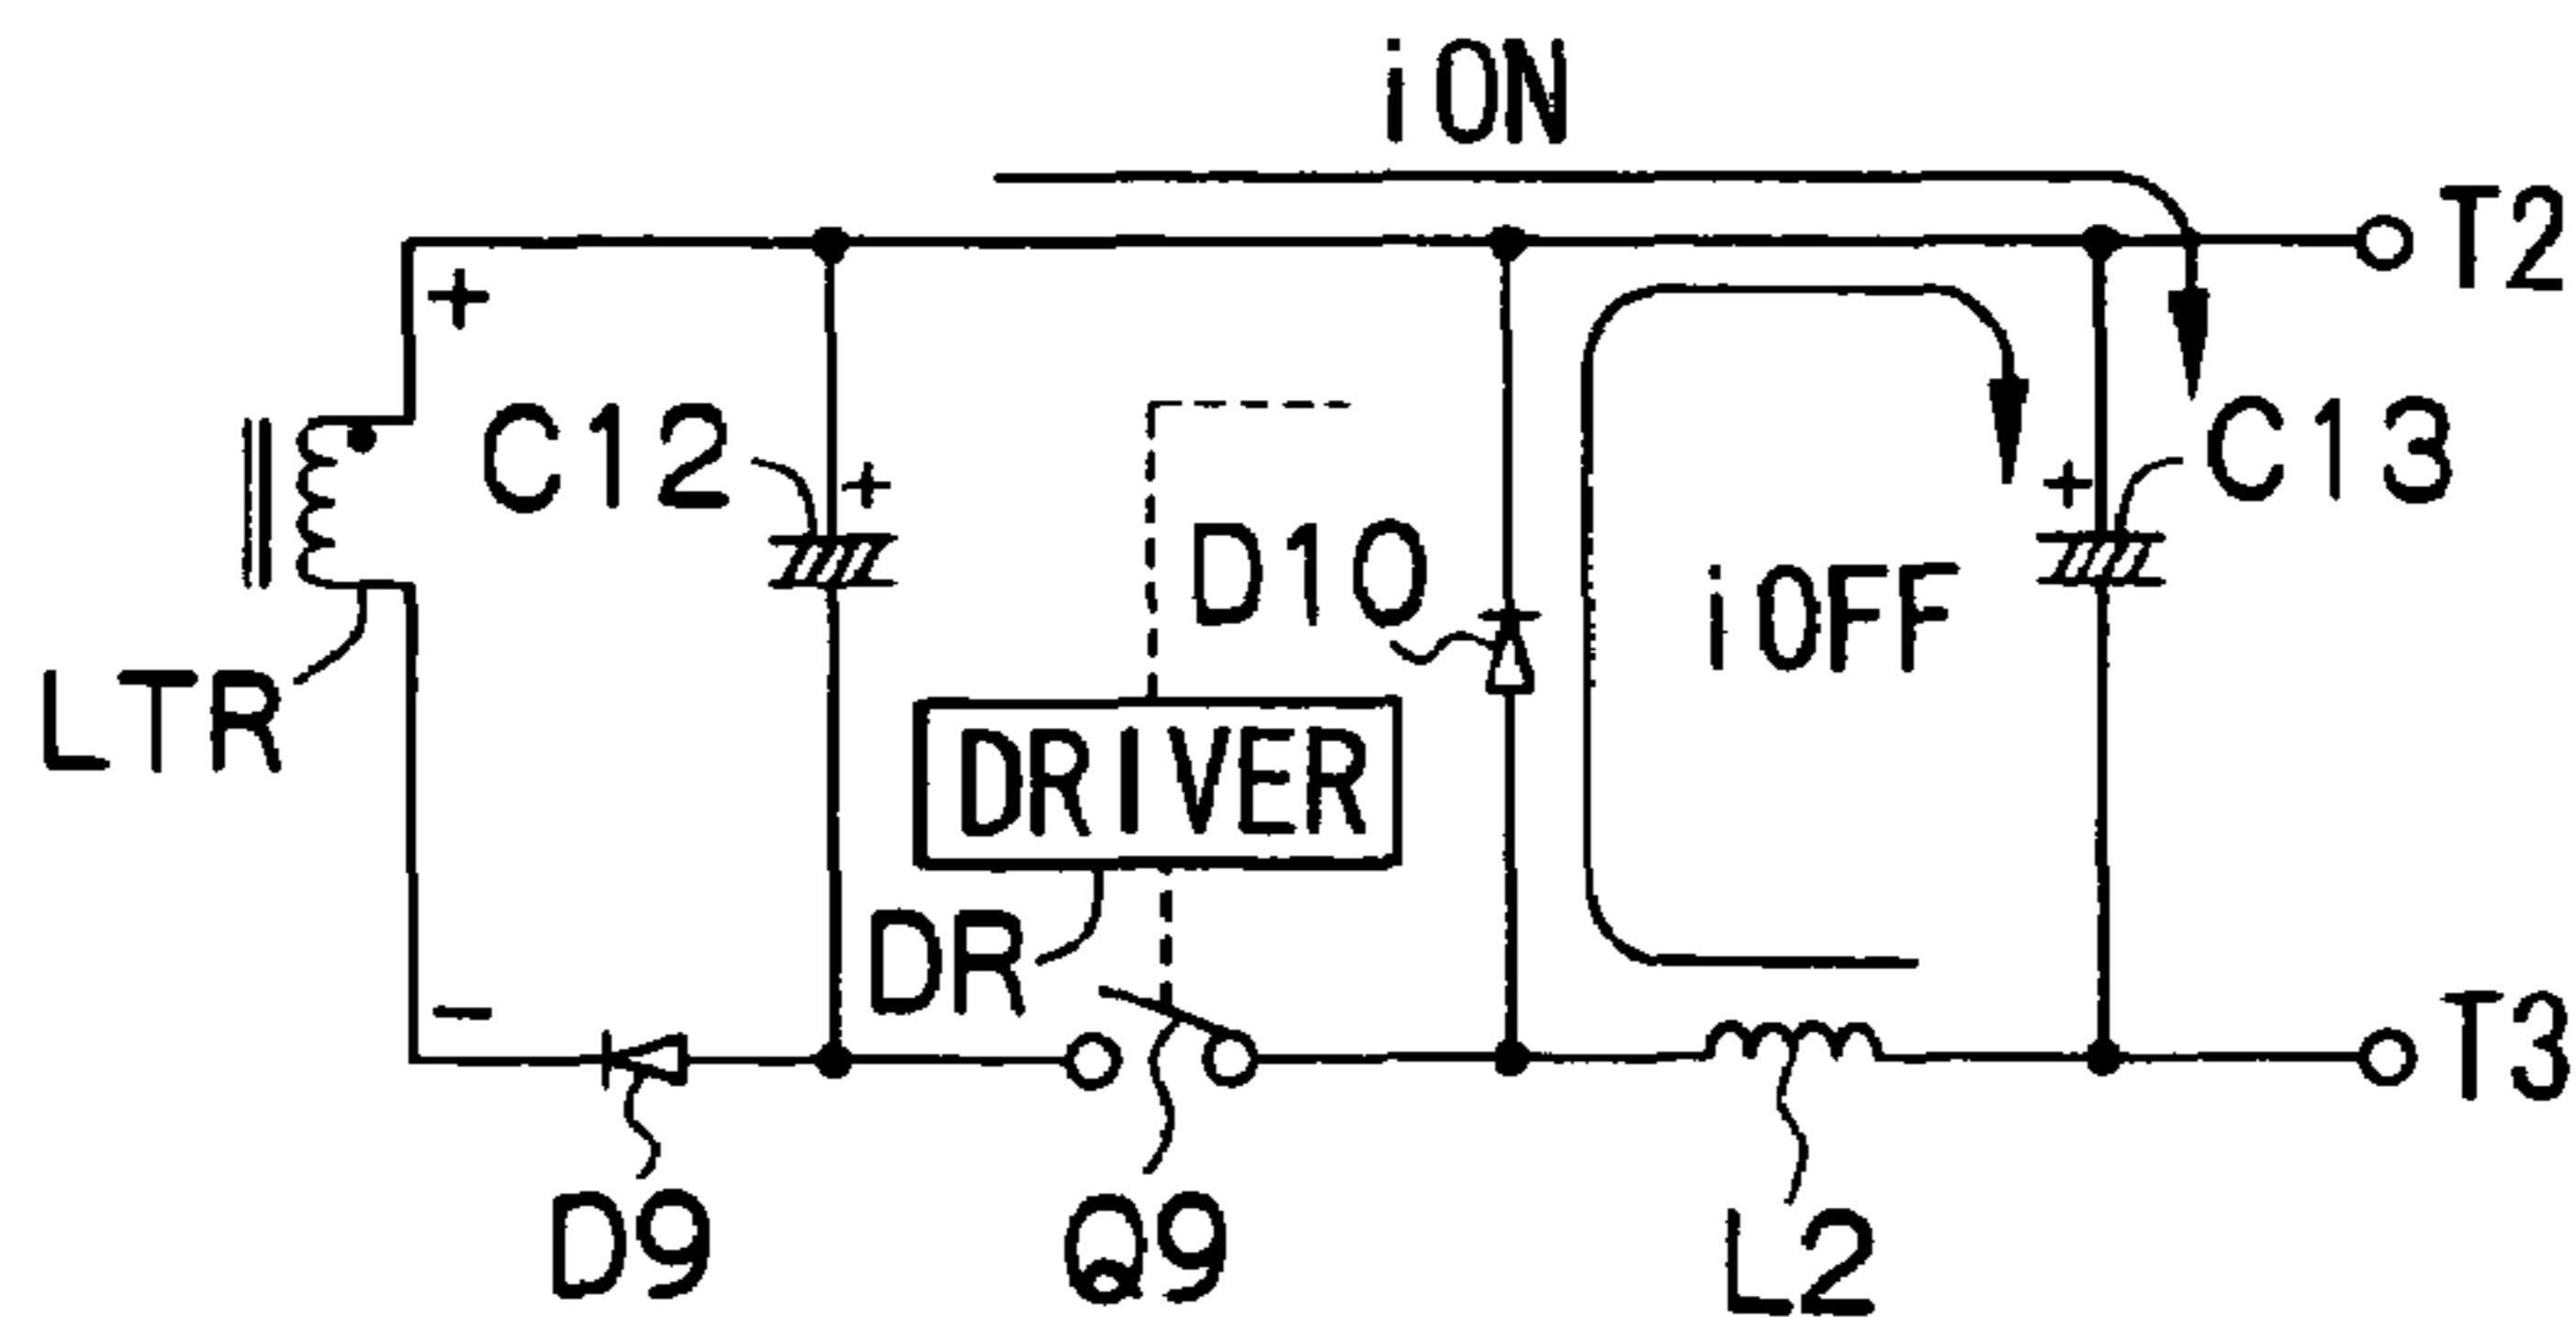 iON
T2
+
C12
+
+
C13
D10
iOFF
LTR
DRIVER
DR
−
T3
D9
Q9
L2